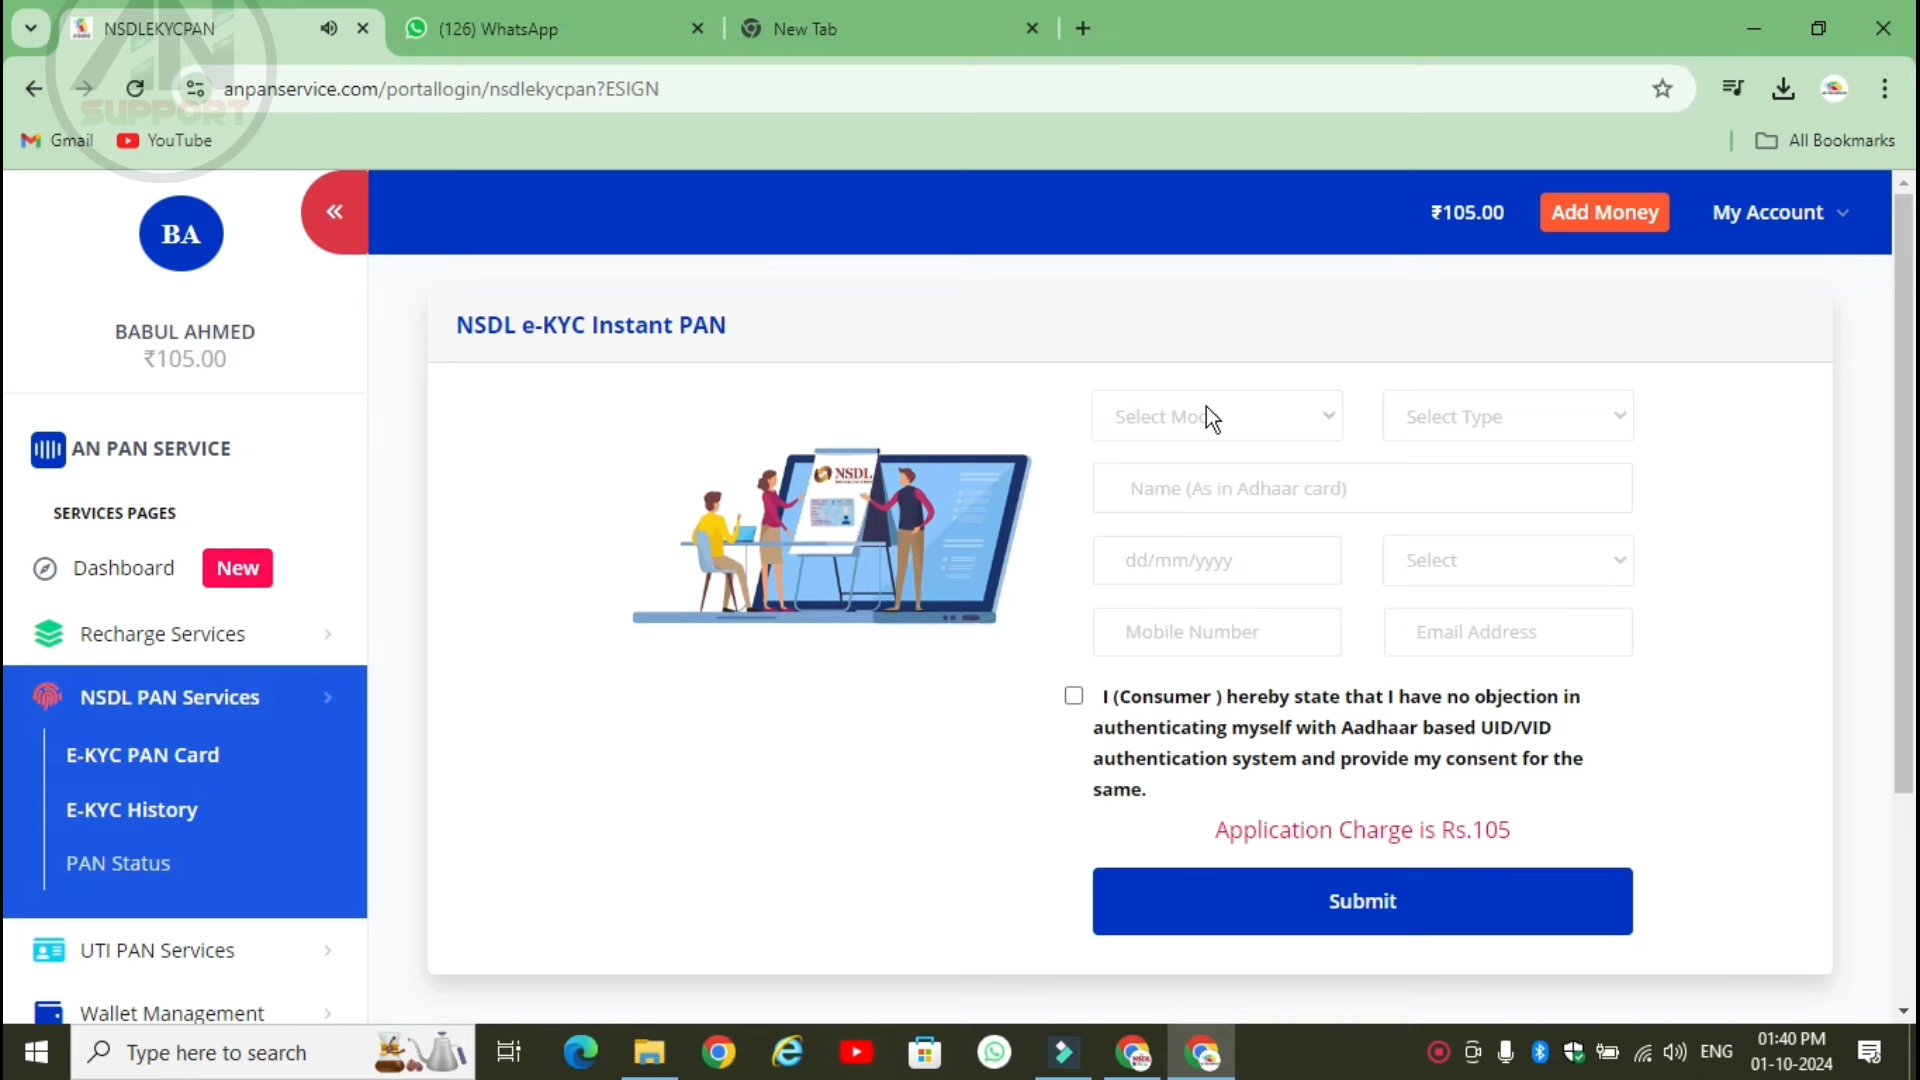 NSDLEKYCPAN
(126) WhatsApp
New Tab
anpanservice.com/portallogin/nsdlekycpan?ESIGN
AN
SUPPORT
Gmail
YouTube
All Bookmarks
BA
₹105.00
Add Money
My Account
BABUL AHMED
₹105.00
NSDL e-KYC Instant PAN
AN PAN SERVICE
SERVICES PAGES
Dashboard
New
Recharge Services
NSDL PAN Services
E-KYC PAN Card
E-KYC History
PAN Status
UTI PAN Services
Wallet Management
NSDL
Select Mod
Select Type
Name (As in Adhaar card)
dd/mm/yyyy
Select
Mobile Number
Email Address
I (Consumer ) hereby state that I have no objection in
authenticating myself with Aadhaar based UID/VID
authentication system and provide my consent for the
same.
Application Charge is Rs.105
Submit
Type here to search
ENG
01:40 PM
01-10-2024